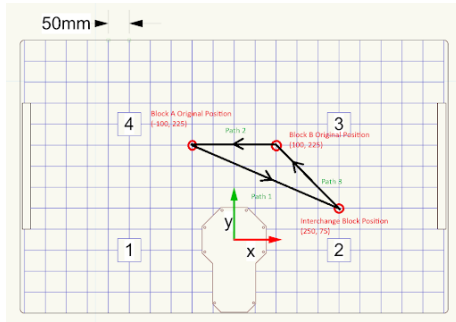 50mm
4
Block A Original Position
(-100, 225)
Path 2
3
Block B Original Position
(100, 225)
Path 3
Path 1
Interchange Block Position
(250, 75)
y
x
1
2